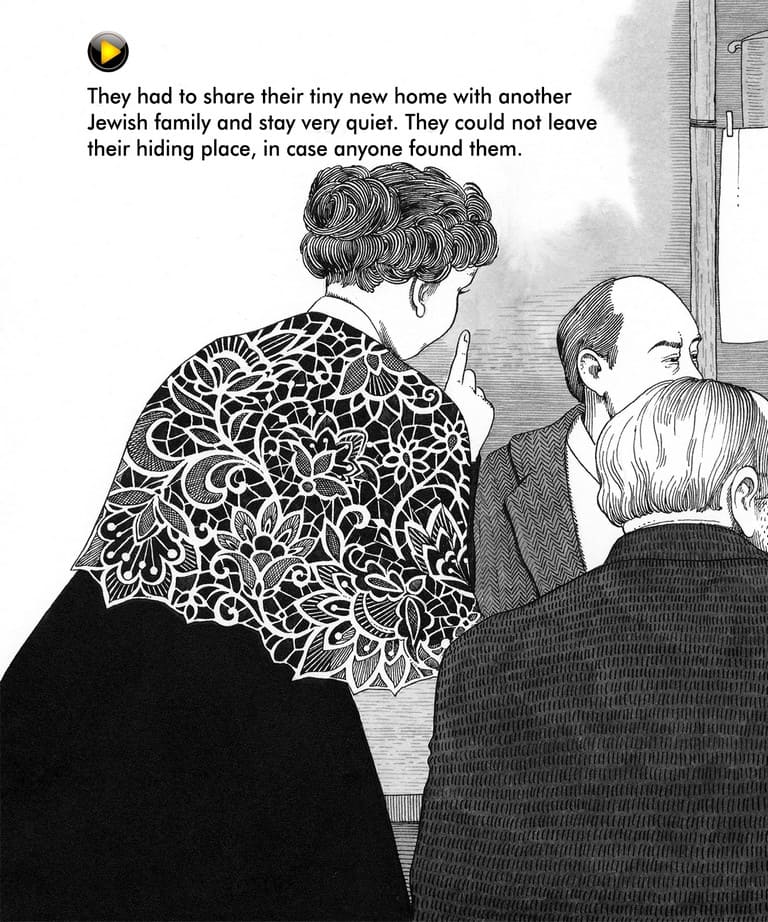 They had to share their tiny new home with another
Jewish family and stay very quiet. They could not leave
their hiding place, in case anyone found them.